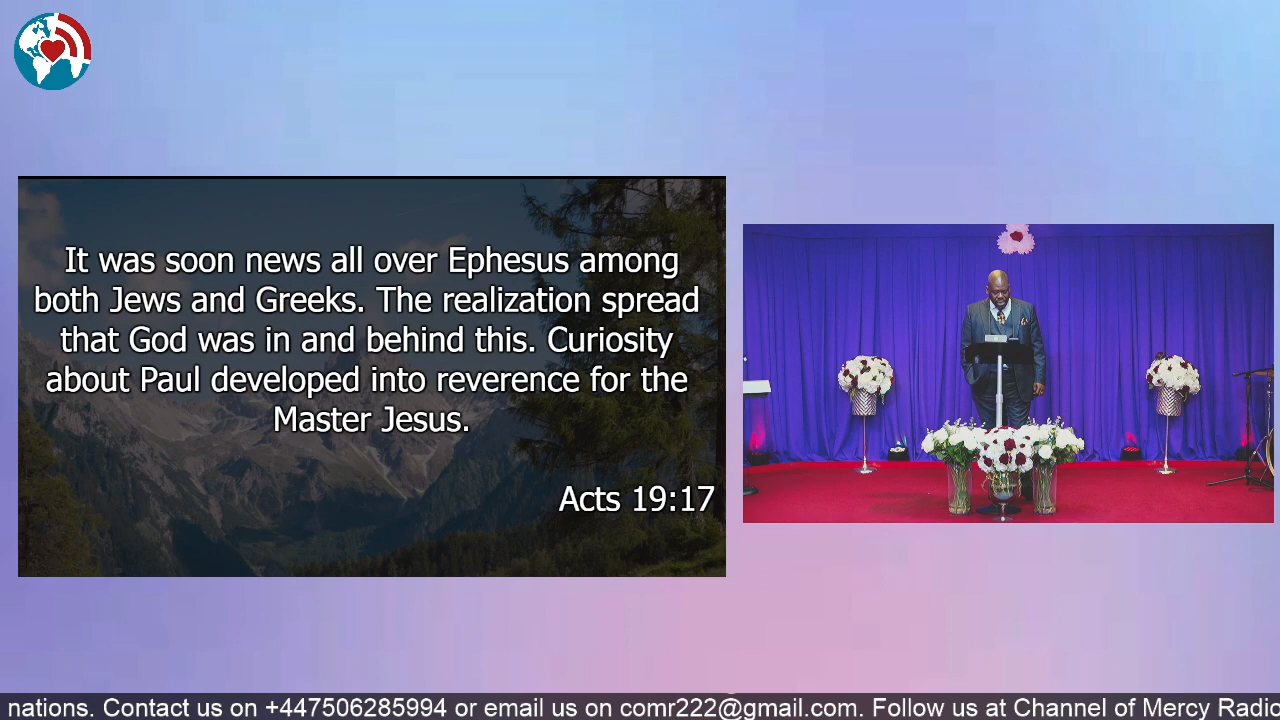 It was soon news all over Ephesus among
both Jews and Greeks. The realization spread
that God was in and behind this. Curiosity
about Paul developed into reverence for the
Master Jesus.
Acts 19:17
nations. Contact us on +447506285994 or email us on comr222@gmail.com. Follow us at Channel of Mercy Radio